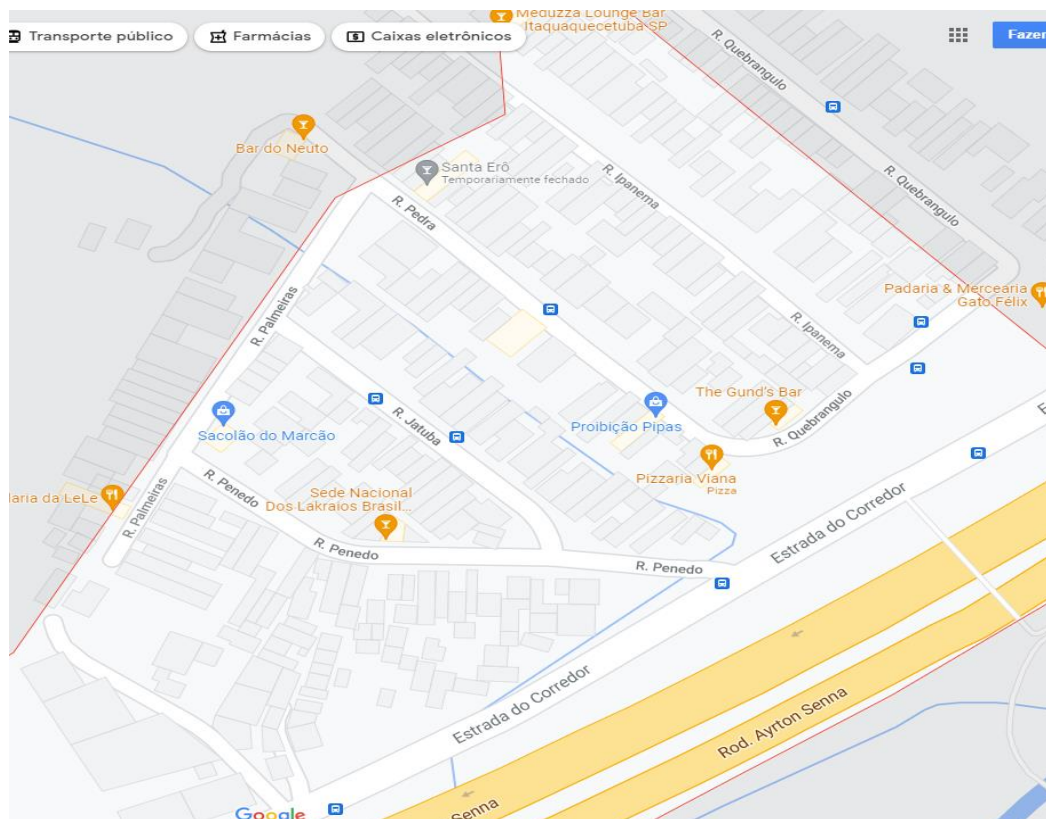 Meduzza Lounge Bar
Itaquaquecetuba SP
Transporte público
Farmácias
Caixas eletrônicos
Fazer
R. Quebrangulo
Bar do Neuto
Santa Erô
Temporariamente fechado
R. Ipanema
R. Quebrangulo
R. Pedra
Padaria & Mercearia
Gato Félix
R. Palmeiras
R. Ipanema
The Gund's Bar
R. Jatuba
Sacolão do Marcão
Proibição Pipas
R. Quebrangulo
Pizzaria Viana
Pizza
R. Penedo
Sede Nacional
Dos Lakraios Brasil...
laria da LeLe
R. Palmeiras
Estrada do Corredor
R. Penedo
R. Penedo
Estrada do Corredor
Rod. Ayrton Senna
Google
Senna